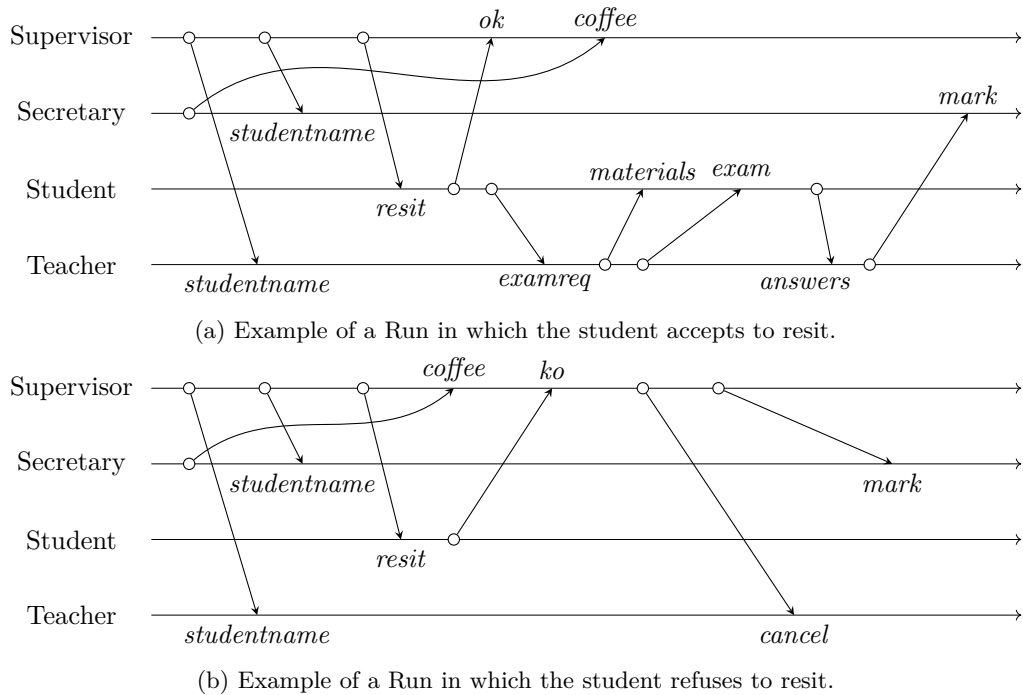 ok coffee
Supervisor
Secretary mark
studentname
Student materials exam
resit
Teacher examreq answers
studentname
(a) Example of a Run in which the student accepts to resit.
coffee ko
Supervisor
Secretary
studentname mark
Student
resit
Teacher
studentname cancel
(b) Example of a Run in which the student refuses to resit.